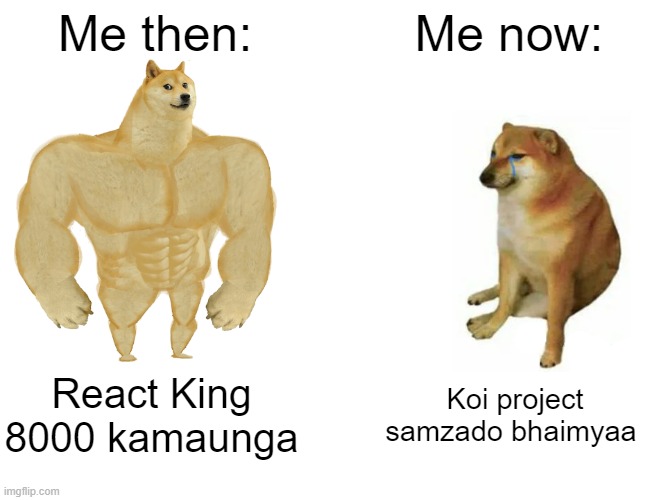 Me then:
Me now:
React King
8000 kamaunga
Koi project
samzado bhaimyaa
imgflip.com